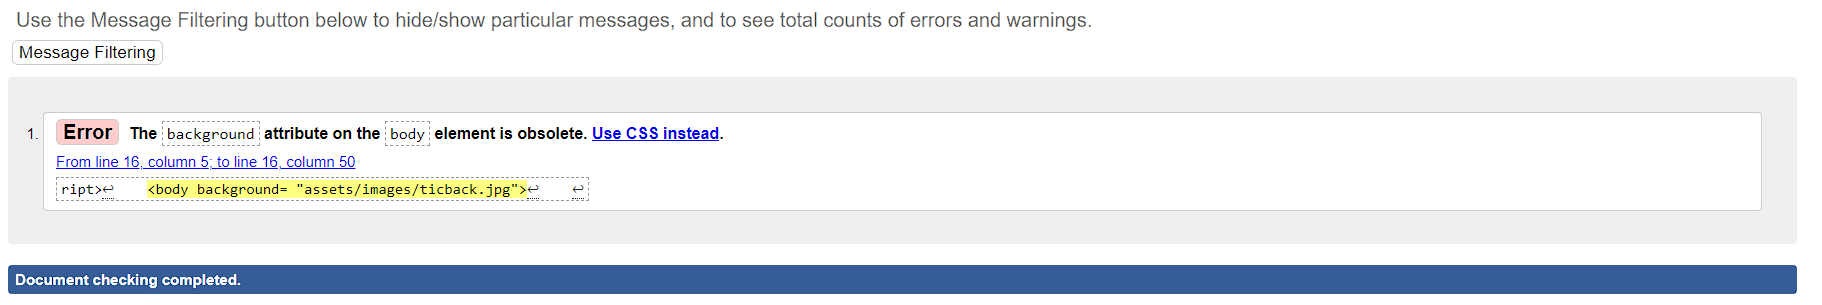 Use the Message Filtering button below to hide/show particular messages, and to see total counts of errors and warnings.
Message Filtering
1. Error The background attribute on the body element is obsolete. Use CSS instead.
From line 16, column 5; to line 16, column 50
ript>↩    <body background= "assets/images/ticback.jpg">↩    ↩
Document checking completed.